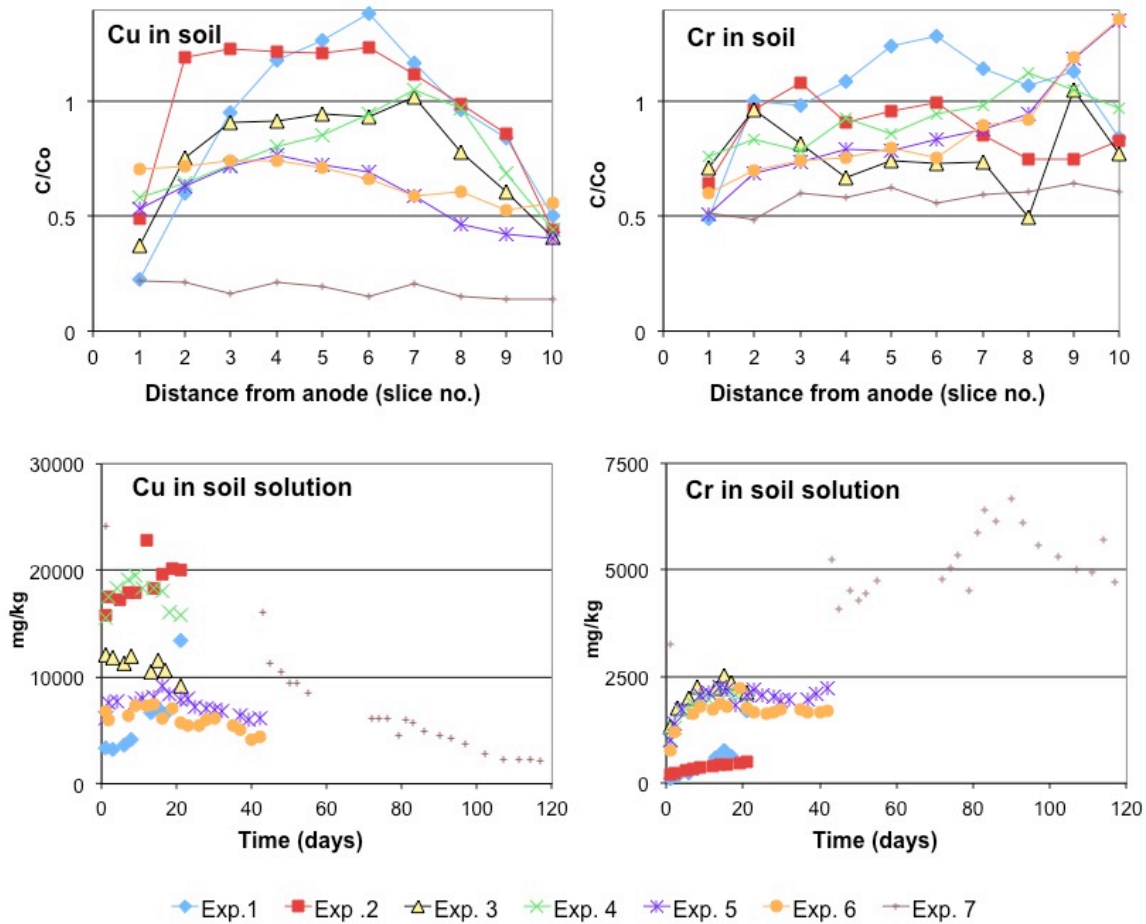 Cu in soil
C/Co
1
0.5
0
0 1 2 3 4 5 6 7 8 9 10
Distance from anode (slice no.)
Cr in soil
C/Co
1
0.5
0
0 1 2 3 4 5 6 7 8 9 10
Distance from anode (slice no.)
Cu in soil solution
mg/kg
30000
20000
10000
0
0 20 40 60 80 100 120
Time (days)
Cr in soil solution
mg/kg
7500
5000
2500
0
0 20 40 60 80 100 120
Time (days)
Exp.1 Exp .2 Exp. 3 Exp. 4 Exp. 5 Exp. 6 Exp. 7